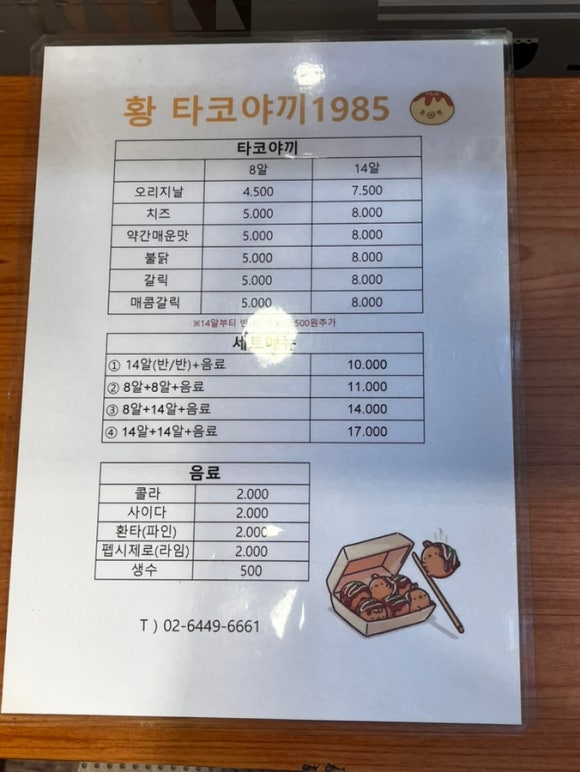 황 타코야끼1985
타코야끼
8알 14알
오리지날 4.500 7.500
치즈 5.000 8.000
약간매운맛 5.000 8.000
불닭 5.000 8.000
갈릭 5.000 8.000
매콤갈릭 5.000 8.000
※14알부터 500원추가
세트메뉴
① 14알(반/반)+음료 10.000
② 8알+8알+음료 11.000
③ 8알+14알+음료 14.000
④ 14알+14알+음료 17.000
음료
콜라 2.000
사이다 2.000
환타(파인) 2.000
펩시제로(라임) 2.000
생수 500
T ) 02-6449-6661